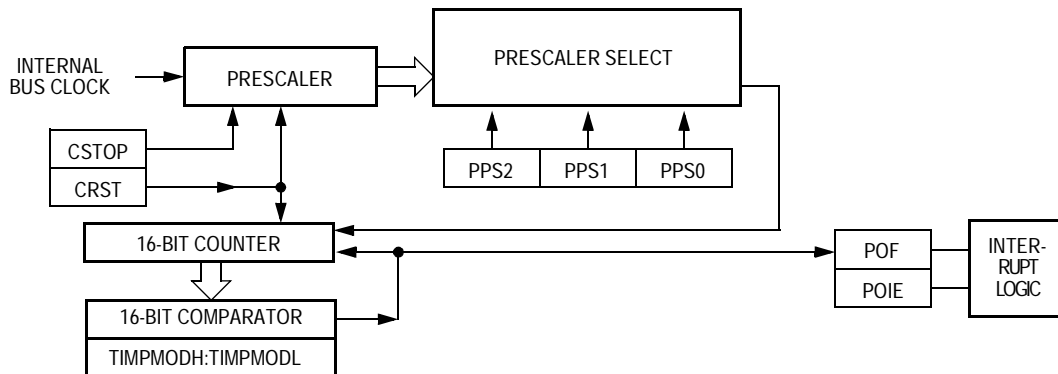 INTERNAL
BUS CLOCK
PRESCALER
PRESCALER SELECT
CSTOP
CRST
PPS2
PPS1
PPS0
16-BIT COUNTER
16-BIT COMPARATOR
TIMPMODH:TIMPMODL
POF
POIE
INTER-
RUPT
LOGIC